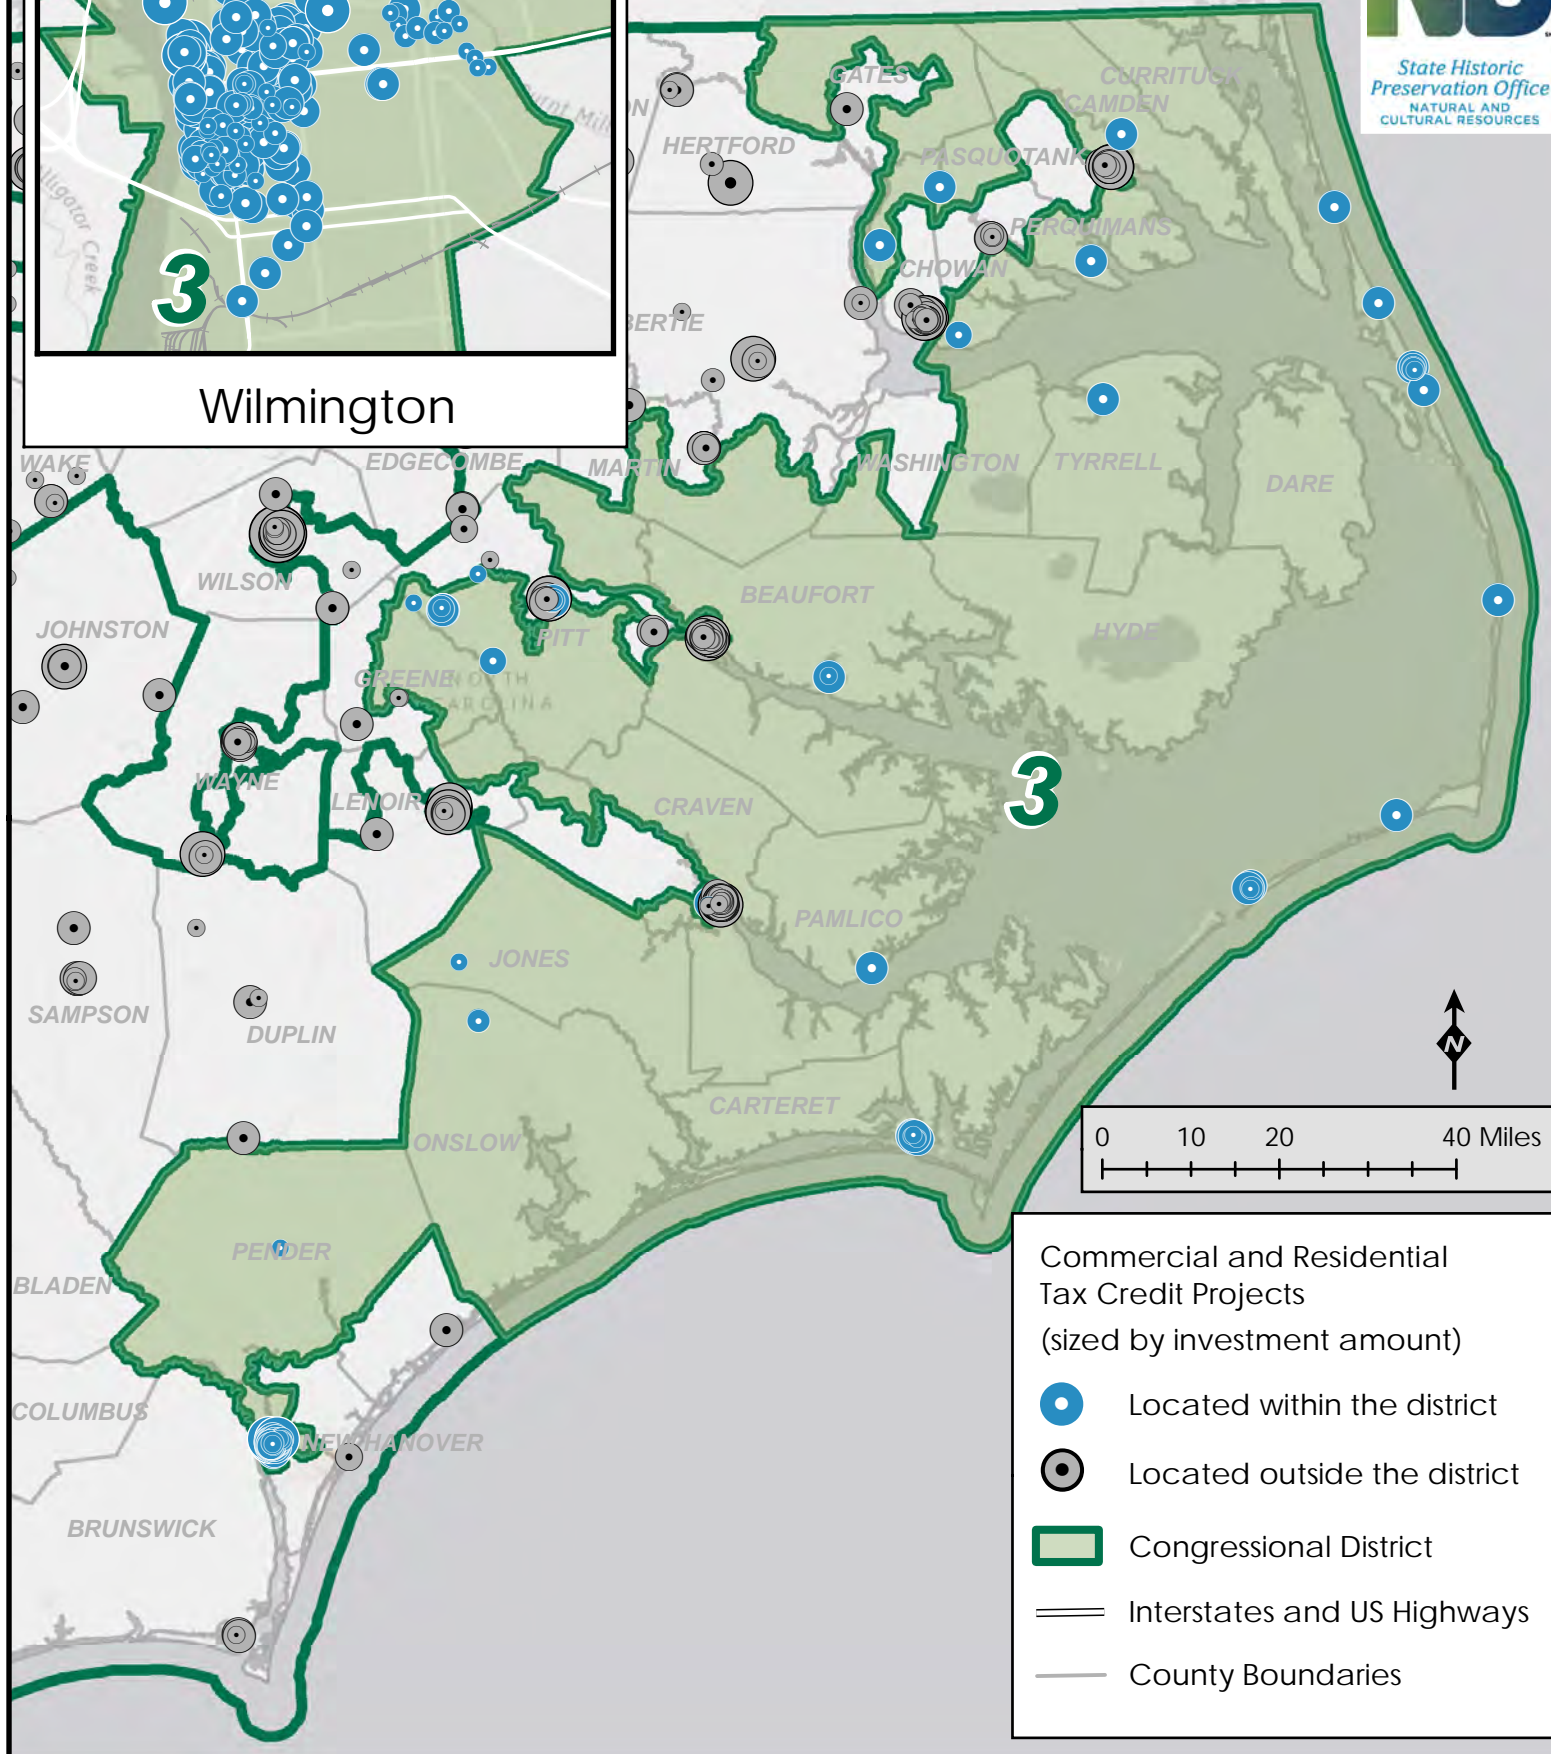 State Historic
Preservation Office
NATURAL AND
CULTURAL RESOURCES
Alligator Creek
3
Wilmington
GATES
CURRITUCK
CAMDEN
HERTFORD
PASQUOTANK
PERQUIMANS
CHOWAN
BERTIE
WAKE
EDGECOMBE
MARTIN
WASHINGTON
TYRRELL
DARE
WILSON
BEAUFORT
JOHNSTON
PITT
HYDE
GREENE
NORTH
CAROLINA
WAYNE
LENOIR
CRAVEN
3
PAMLICO
JONES
SAMPSON
DUPLIN
N
CARTERET
ONSLOW
0 10 20 40 Miles
PENDER
BLADEN
COLUMBUS
NEW HANOVER
BRUNSWICK
Commercial and Residential
Tax Credit Projects
(sized by investment amount)
Located within the district
Located outside the district
Congressional District
Interstates and US Highways
County Boundaries